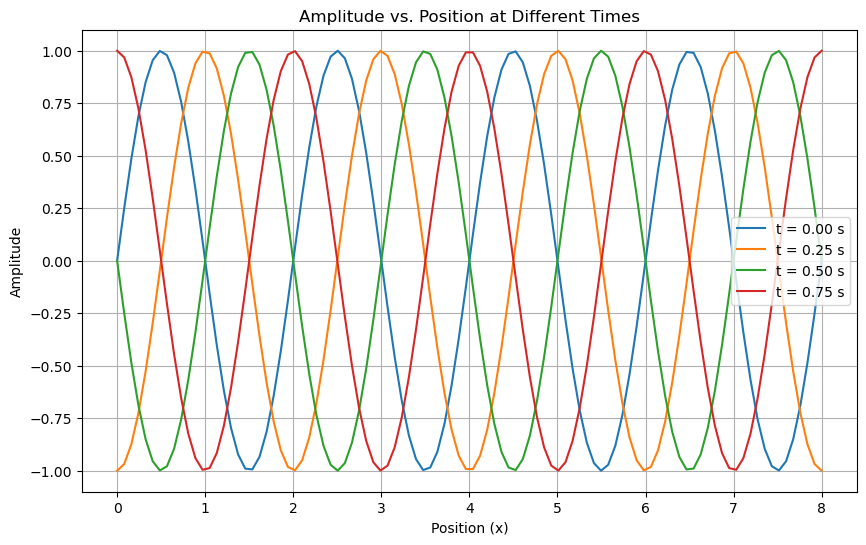 Amplitude vs. Position at Different Times
1.00
0.75
0.50
0.25
0.00
−0.25
−0.50
−0.75
−1.00
Amplitude
t = 0.00 s
t = 0.25 s
t = 0.50 s
t = 0.75 s
0 1 2 3 4 5 6 7 8
Position (x)